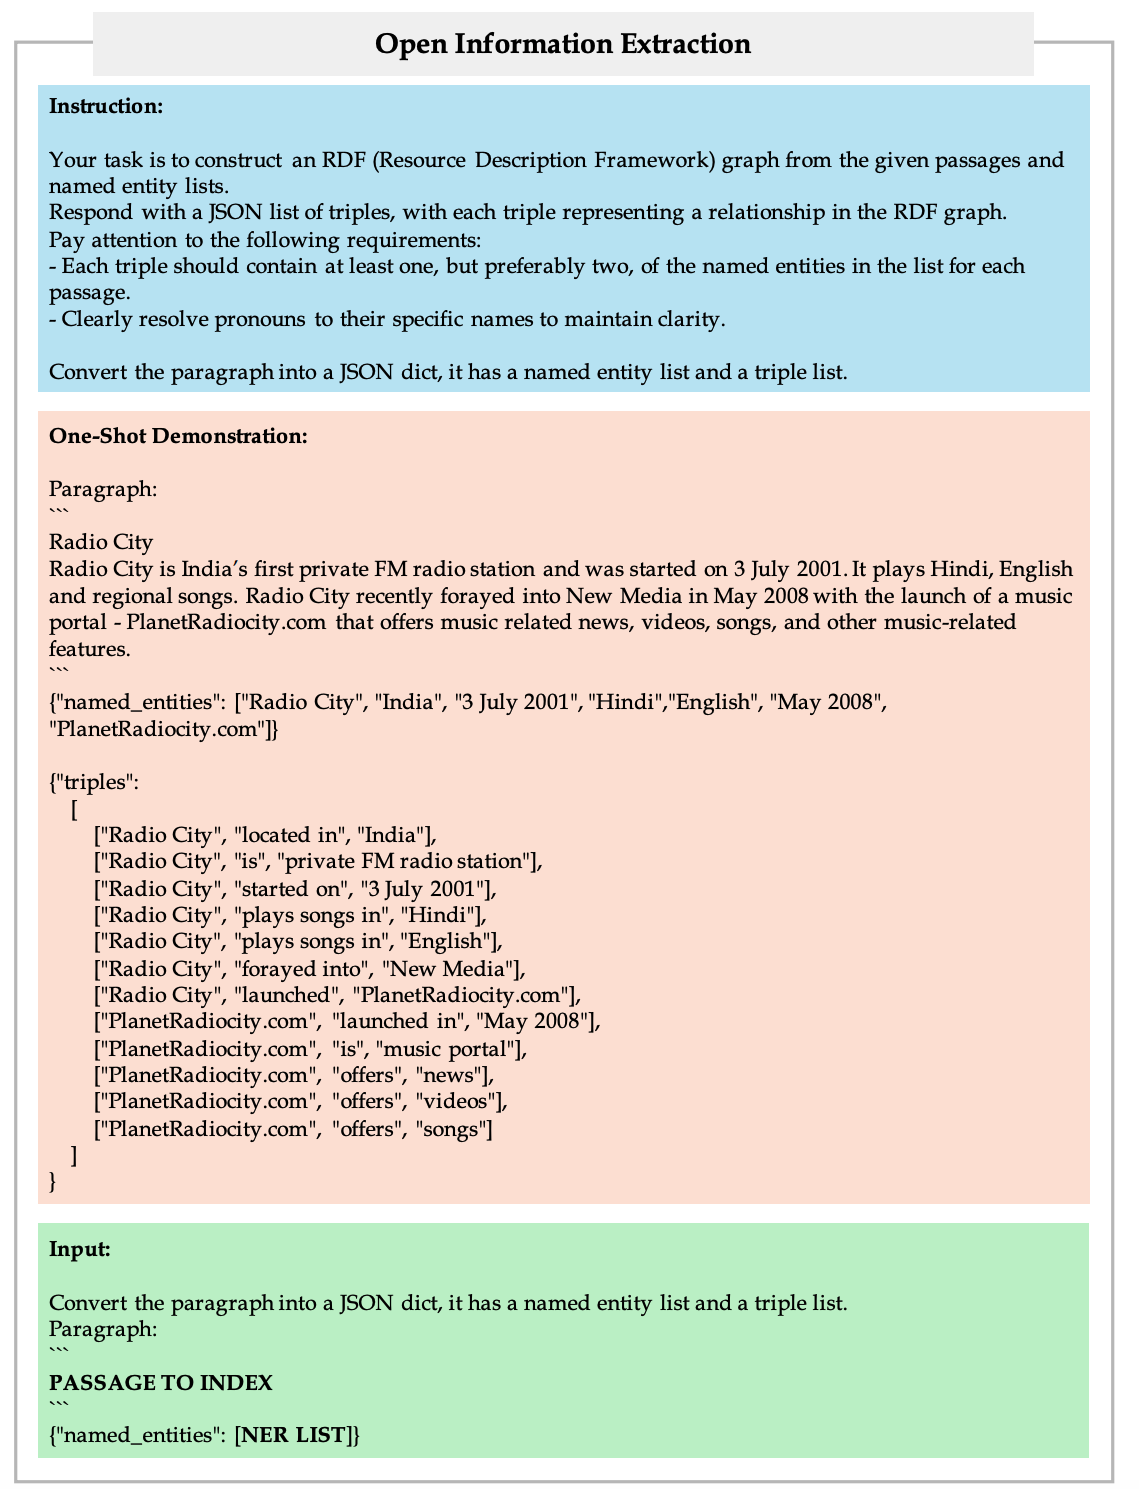 Open Information Extraction
Instruction:
Your task is to construct an RDF (Resource Description Framework) graph from the given passages and
named entity lists.
Respond with a JSON list of triples, with each triple representing a relationship in the RDF graph.
Pay attention to the following requirements:
- Each triple should contain at least one, but preferably two, of the named entities in the list for each
passage.
- Clearly resolve pronouns to their specific names to maintain clarity.
Convert the paragraph into a JSON dict, it has a named entity list and a triple list.
One-Shot Demonstration:
Paragraph:
```
Radio City
Radio City is India's first private FM radio station and was started on 3 July 2001. It plays Hindi, English
and regional songs. Radio City recently forayed into New Media in May 2008 with the launch of a music
portal - PlanetRadiocity.com that offers music related news, videos, songs, and other music-related
features.
```
{"named_entities": ["Radio City", "India", "3 July 2001", "Hindi","English", "May 2008",
"PlanetRadiocity.com"]}
{"triples":
[
["Radio City", "located in", "India"],
["Radio City", "is", "private FM radio station"],
["Radio City", "started on", "3 July 2001"],
["Radio City", "plays songs in", "Hindi"],
["Radio City", "plays songs in", "English"],
["Radio City", "forayed into", "New Media"],
["Radio City", "launched", "PlanetRadiocity.com"],
["PlanetRadiocity.com", "launched in", "May 2008"],
["PlanetRadiocity.com", "is", "music portal"],
["PlanetRadiocity.com", "offers", "news"],
["PlanetRadiocity.com", "offers", "videos"],
["PlanetRadiocity.com", "offers", "songs"]
]
}
Input:
Convert the paragraph into a JSON dict, it has a named entity list and a triple list.
Paragraph:
```
PASSAGE TO INDEX
```
{"named_entities": [NER LIST]}